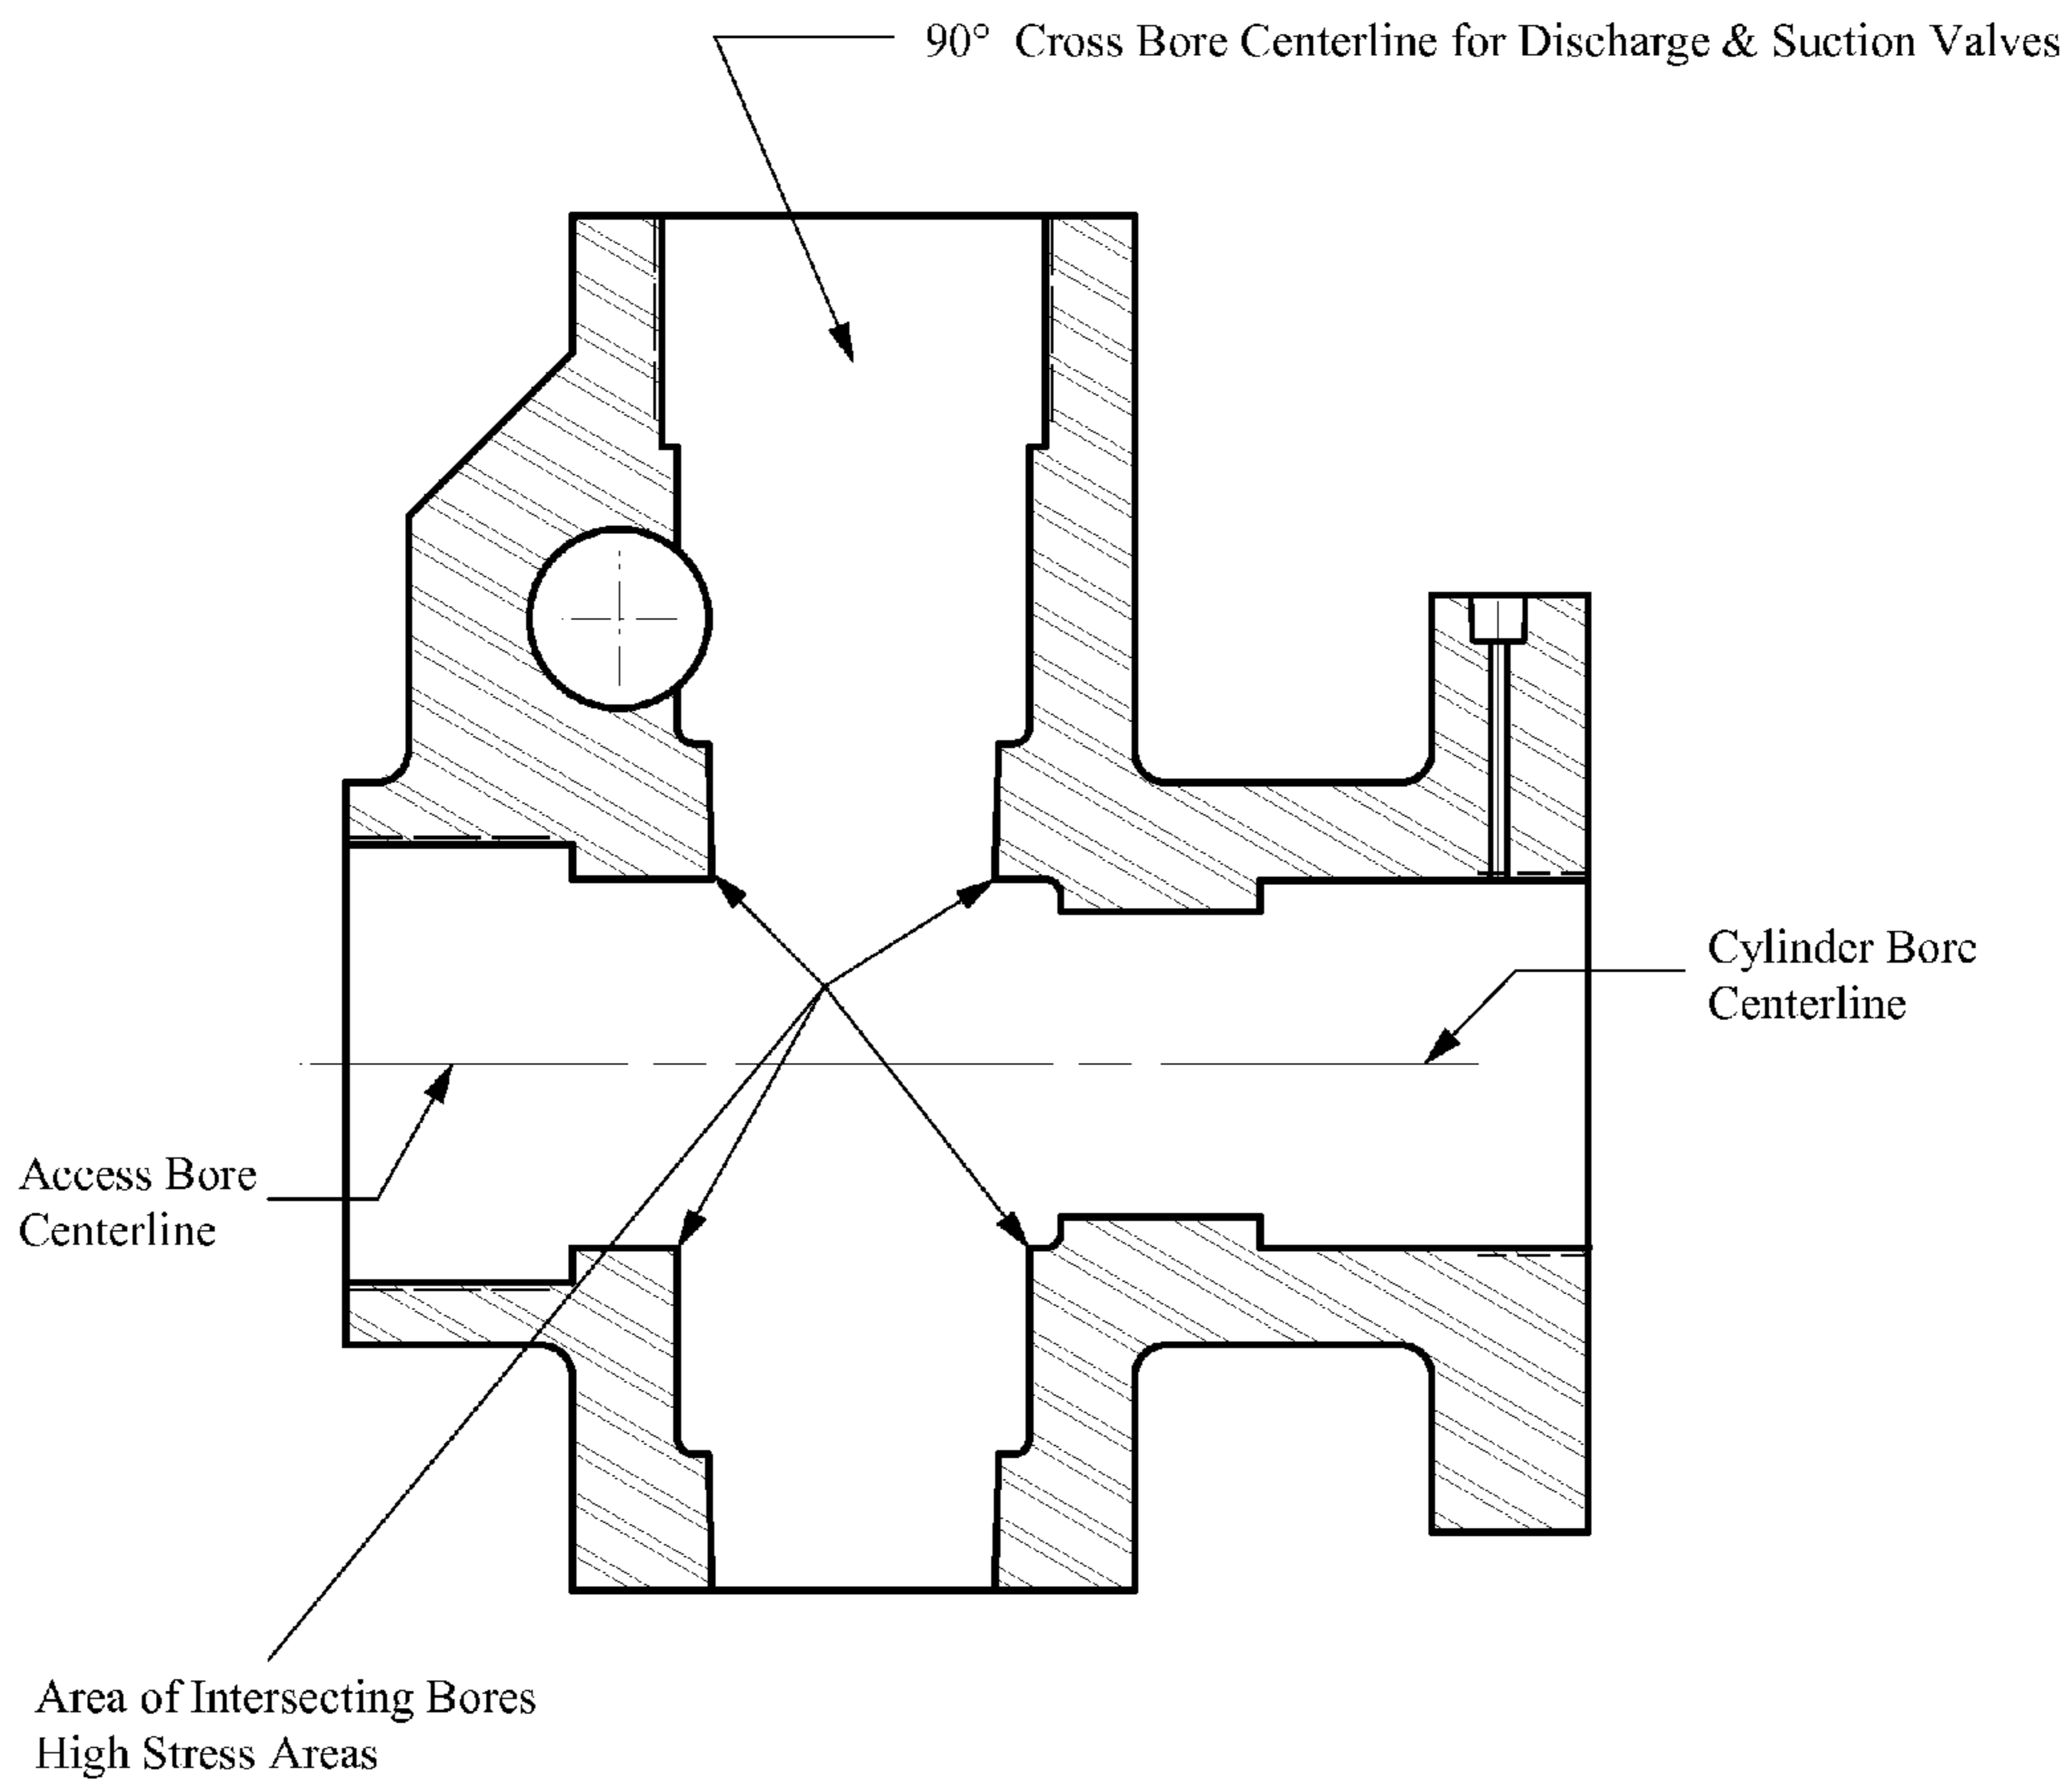 90° Cross Bore Centerline for Discharge & Suction Valves
Cylinder Bore
Centerline
Access Bore
Centerline
Area of Intersecting Bores
High Stress Areas